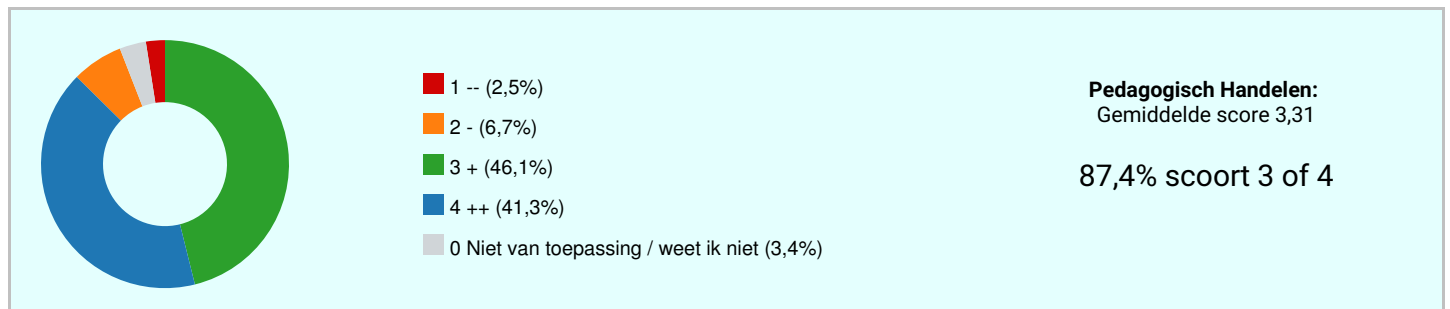 1 -- (2,5%)
2 - (6,7%)
3 + (46,1%)
4 ++ (41,3%)
0 Niet van toepassing / weet ik niet (3,4%)
Pedagogisch Handelen:
Gemiddelde score 3,31
87,4% scoort 3 of 4